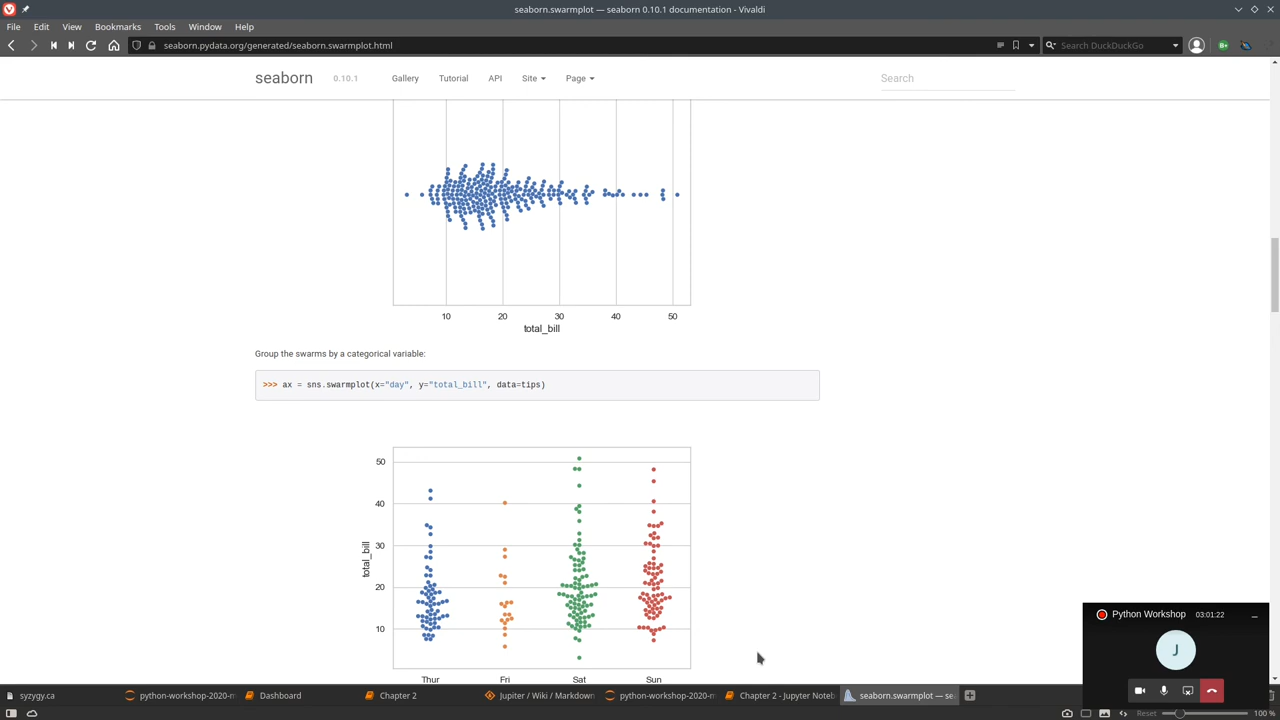 seaborn.swarmplot — seaborn 0.10.1 documentation - Vivaldi
File Edit View Bookmarks Tools Window Help
seaborn.pydata.org/generated/seaborn.swarmplot.html
Search DuckDuckGo
seaborn 0.10.1 Gallery Tutorial API Site Page Search
10 20 30 40 50
total_bill
Group the swarms by a categorical variable:
>>> ax = sns.swarmplot(x="day", y="total_bill", data=tips)
50
40
30
20
10
total_bill
Thur Fri Sat Sun
Python Workshop 03:01:22
J
syzygy.ca
python-workshop-2020-m
Dashboard
Chapter 2
Jupiter / Wiki / Markdown
python-workshop-2020-m
Chapter 2 - Jupyter Noteb
seaborn.swarmplot — se
Reset 100 %